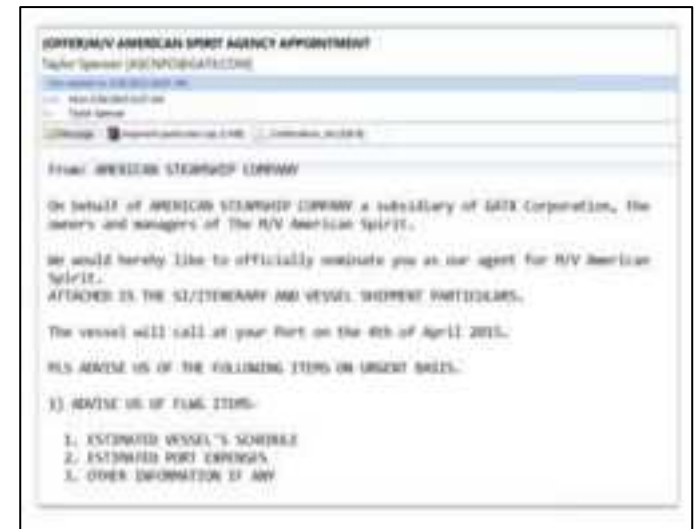 (OFFER)M/V AMERICAN SPIRIT AGENCY APPOINTMENT
Taylor Spencer
Message
From: AMERICAN STEAMSHIP COMPANY
On behalf of AMERICAN STEAMSHIP COMPANY a subsidiary of GATX Corporation, the
owners and managers of The M/V American Spirit.
We would hereby like to officially nominate you as our agent for M/V American
Spirit.
ATTACHED IS THE SI/ITENERARY AND VESSEL SHIPMENT PARTICULARS.
The vessel will call at your Port on the 4th of April 2015.
PLS ADVISE US OF THE FOLLOWING ITEMS ON URGENT BASIS.
1) ADVISE US OF FLWG ITEMS-
1. ESTIMATED VESSEL'S SCHEDULE
2. ESTIMATED PORT EXPENSES
3. OTHER INFORMATION IF ANY